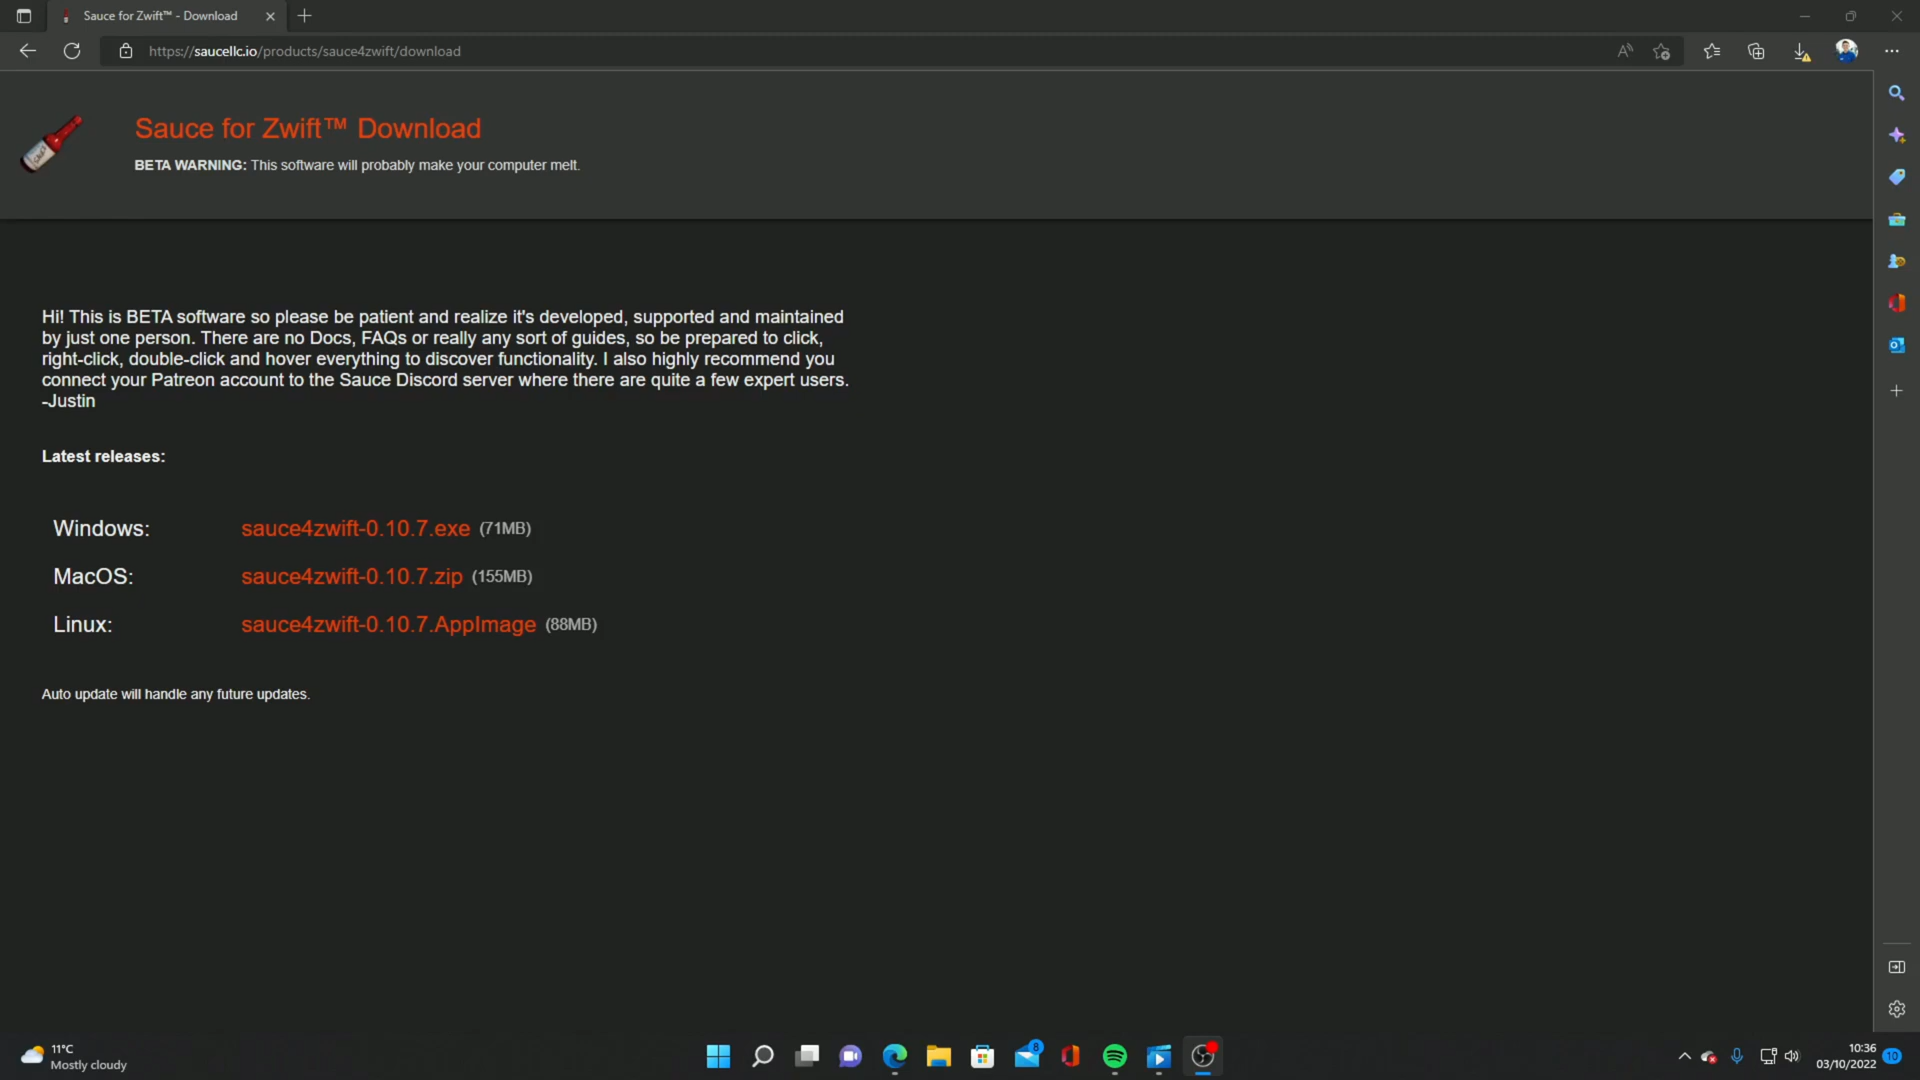 Sauce for Zwift™ - Download
https://saucellc.io/products/sauce4zwift/download
Sauce for Zwift™ Download
BETA WARNING: This software will probably make your computer melt.
Hi! This is BETA software so please be patient and realize it's developed, supported and maintained
by just one person. There are no Docs, FAQs or really any sort of guides, so be prepared to click,
right-click, double-click and hover everything to discover functionality. I also highly recommend you
connect your Patreon account to the Sauce Discord server where there are quite a few expert users.
-Justin
Latest releases:
Windows: sauce4zwift-0.10.7.exe (71MB)
MacOS: sauce4zwift-0.10.7.zip (155MB)
Linux: sauce4zwift-0.10.7.AppImage (88MB)
Auto update will handle any future updates.
11°C
Mostly cloudy
8
10:36
03/10/2022
10